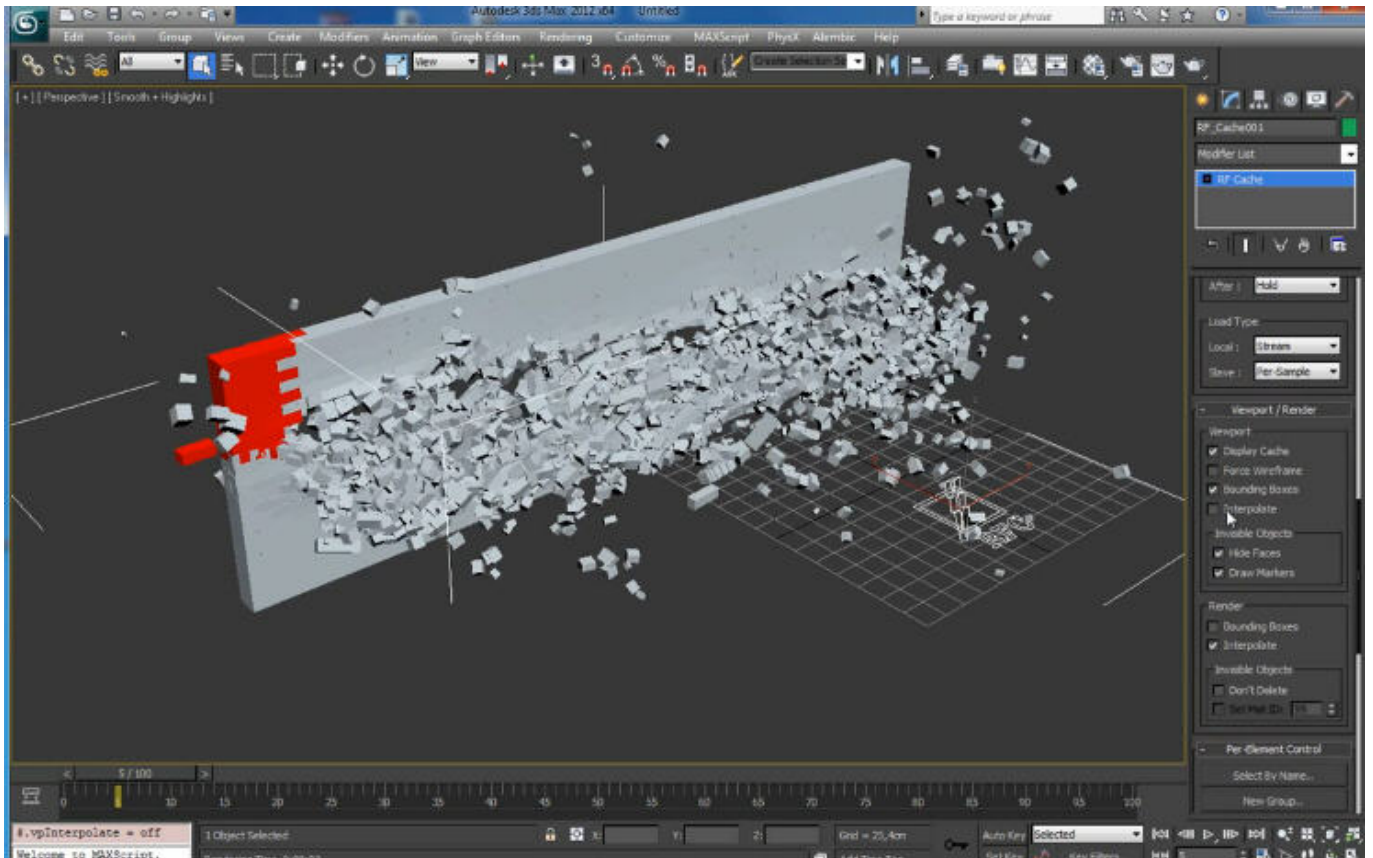 Autodesk 3ds Max 2012 x64 Untitled
Type a keyword or phrase
Edit Tools Group Views Create Modifiers Animation Graph Editors Rendering Customize MAXScript PhysX Alembic Help
All
View
Create Selection Se
[ + ] [ Perspective ] [ Smooth + Highlights ]
RF_Cache001
Modifier List
RF Cache
After : Hold
Load Type
Local : Stream
Slave : Per-Sample
- Viewport / Render
Viewport
Display Cache
Force Wireframe
Bounding Boxes
Interpolate
Invisible Objects
Hide Faces
Draw Markers
Render
Bounding Boxes
Interpolate
Invisible Objects
Don't Delete
Set Mat ID:
- Per-Element Control
Select By Name...
New Group...
< 5 / 100 >
0 5 10 15 20 25 30 35 40 45 50 55 60 65 70 75 80 85 90 95 100
#.vpInterpolate = off
1 Object Selected
X: Y: Z:
Grid = 25,4cm
Auto Key
Selected
Welcome to MAXScript.
Add Time Tag
Set Key
Key Filters...